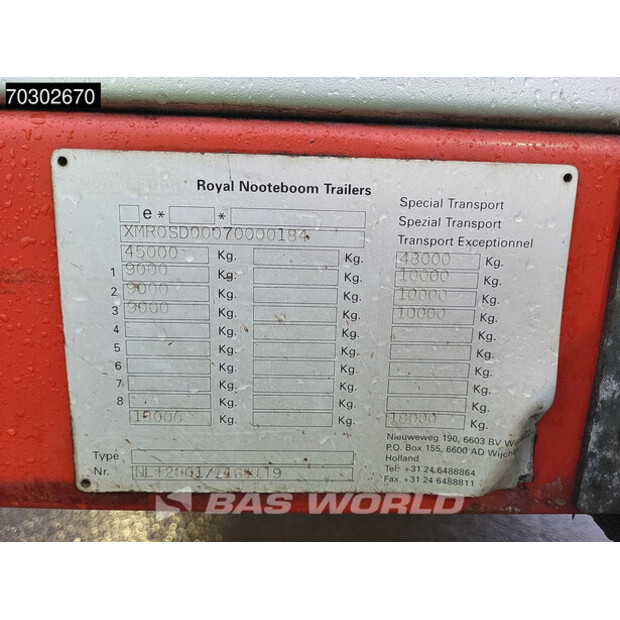 70302670
Royal Nooteboom Trailers
Special Transport
Spezial Transport
Transport Exceptionnel
e* *
XMR0SD00070000184
45000 Kg. Kg. 48000 Kg.
1 9000 Kg. Kg. 10000 Kg.
2 9000 Kg. Kg. 10000 Kg.
3 9000 Kg. Kg. 10000 Kg.
4 Kg. Kg. Kg.
5 Kg. Kg. Kg.
6 Kg. Kg. Kg.
7 Kg. Kg. Kg.
8 Kg. Kg. Kg.
18000 Kg. Kg. 18000 Kg.
Nieuweweg 190, 6603 BV
P.O. Box 155, 6600 AD
Holland
Tel: +31 24 6488864
Fax. +31 24 6488811
Type
Nr.
BAS WORLD